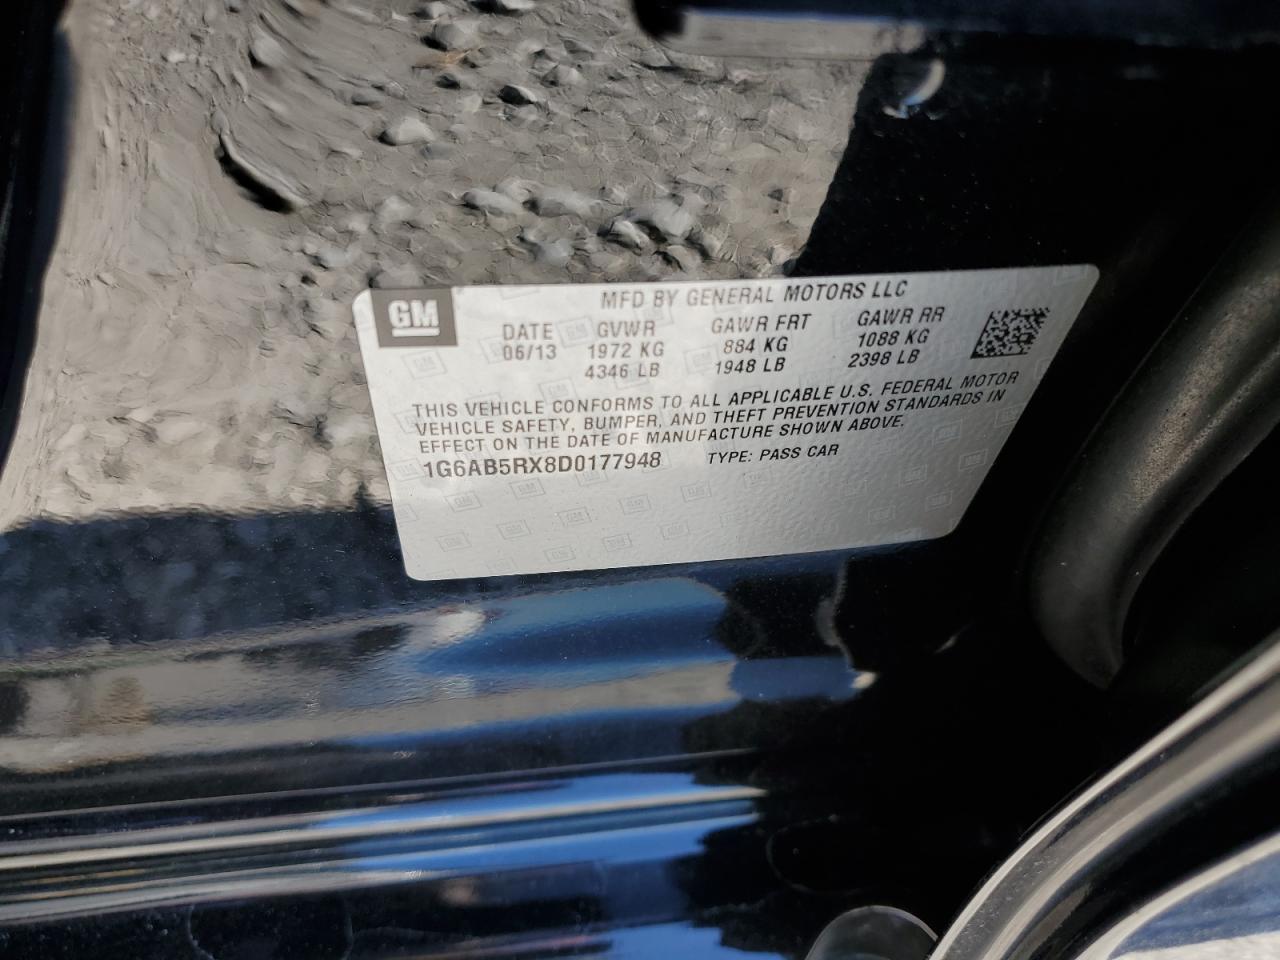 GM
MFD BY GENERAL MOTORS LLC
DATE GVWR GAWR FRT GAWR RR
06/13 1972 KG 884 KG 1088 KG
4346 LB 1948 LB 2398 LB
THIS VEHICLE CONFORMS TO ALL APPLICABLE U.S. FEDERAL MOTOR
VEHICLE SAFETY, BUMPER, AND THEFT PREVENTION STANDARDS IN
EFFECT ON THE DATE OF MANUFACTURE SHOWN ABOVE.
1G6AB5RX8D0177948 TYPE: PASS CAR